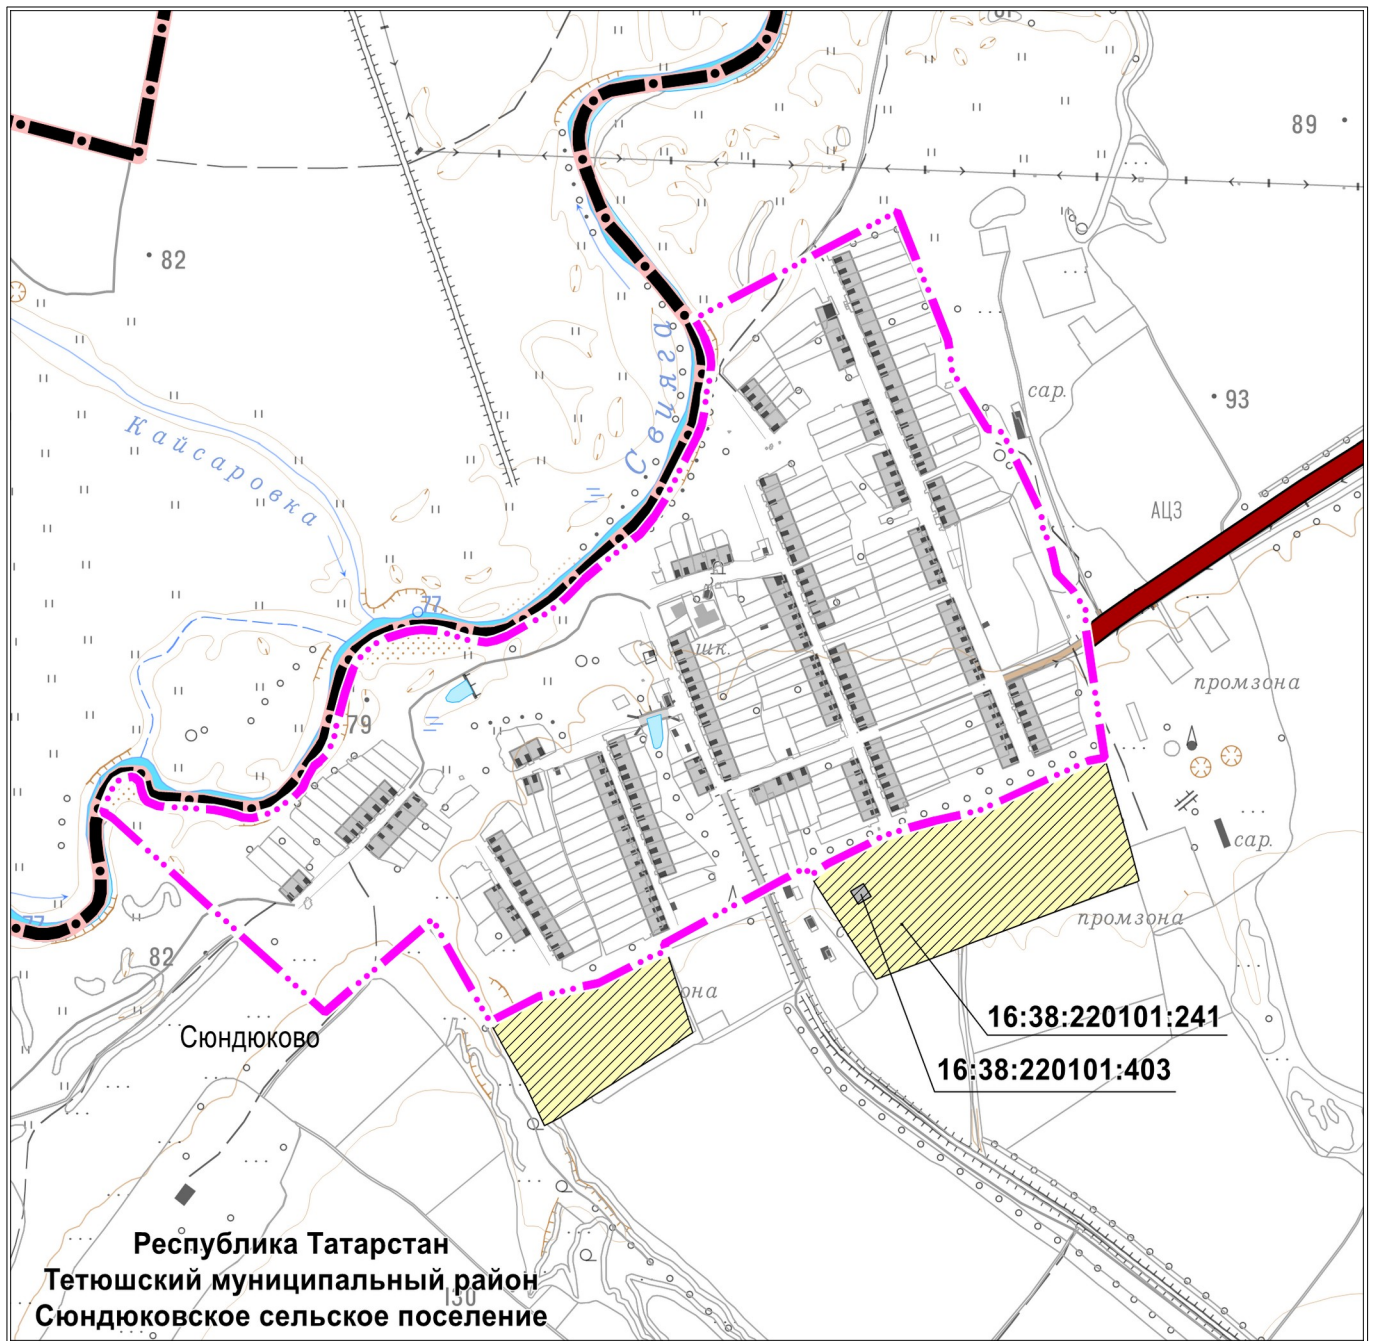 89
82
Свияга
сар.
93
Кайсаровка
АЦЗ
77
шк.
промзона
79
сар.
77
промзона
82
она
16:38:220101:241
Сюндюково
16:38:220101:403
Республика Татарстан
Тетюшский муниципальный район
130
Сюндюковское сельское поселение